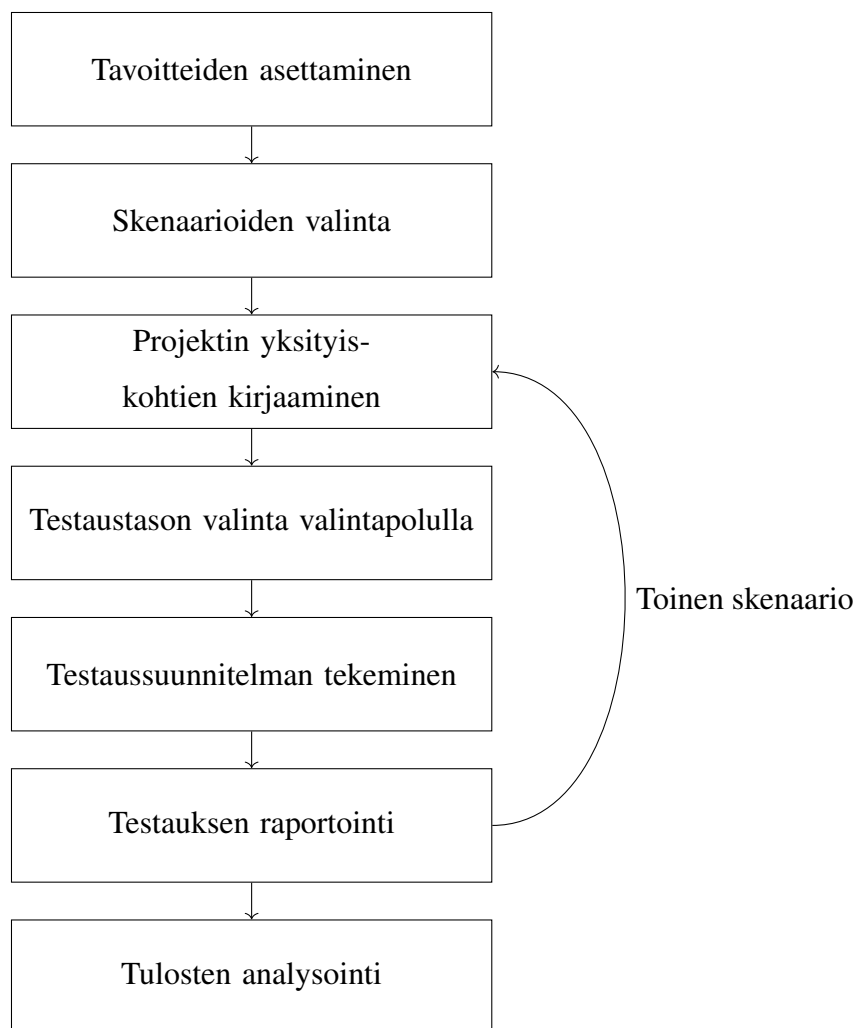 Tavoitteiden asettaminen
Skenaarioiden valinta
Projektin yksityis-
kohtien kirjaaminen
Testaustason valinta valintapolulla
Toinen skenaario
Testaussuunnitelman tekeminen
Testauksen raportointi
Tulosten analysointi